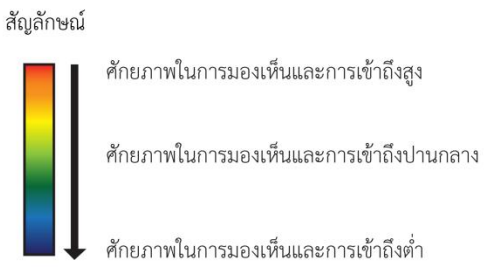 สัญลักษณ์
ศักยภาพในการมองเห็นและการเข้าถึงสูง
ศักยภาพในการมองเห็นและการเข้าถึงปานกลาง
ศักยภาพในการมองเห็นและการเข้าถึงต่ำ